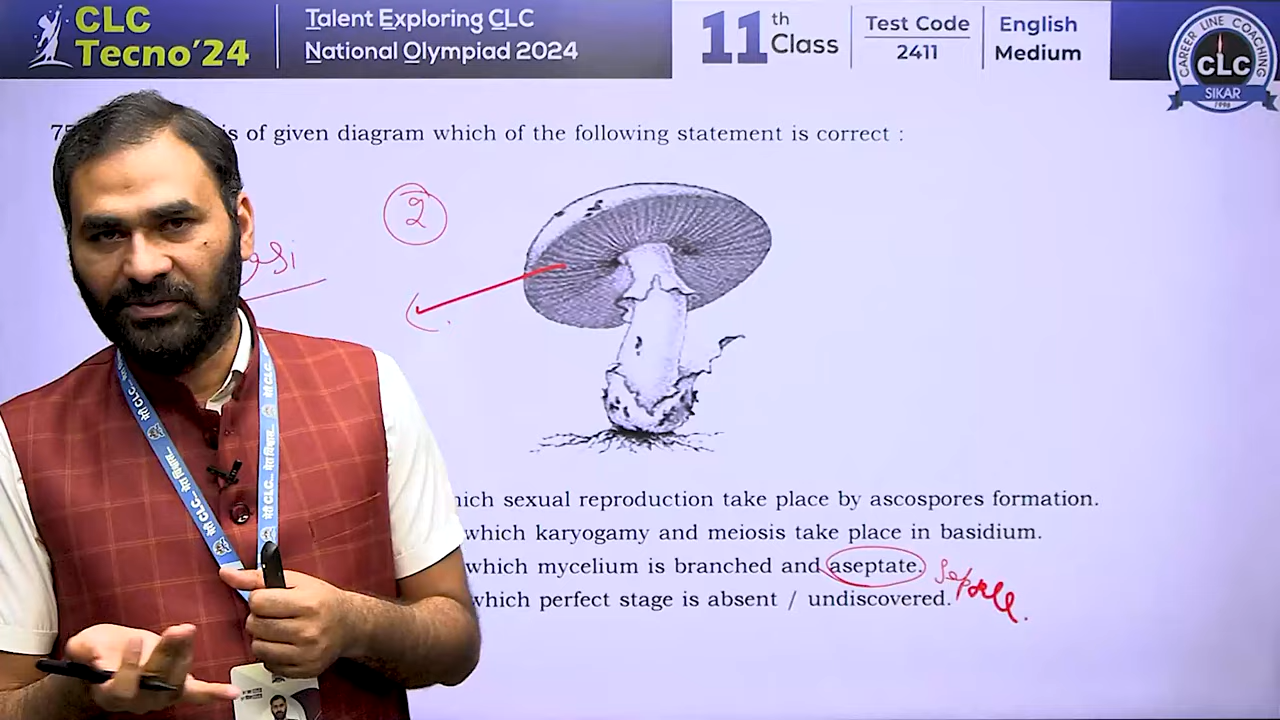 CLC
Tecno'24
Talent Exploring CLC
National Olympiad 2024
11th
Class
Test Code
2411
English
Medium
CAREER LINE COACHING
CLC
SIKAR
1996
is of given diagram which of the following statement is correct :
2
hich sexual reproduction take place by ascospores formation.
which karyogamy and meiosis take place in basidium.
which mycelium is branched and aseptate.
which perfect stage is absent / undiscovered.